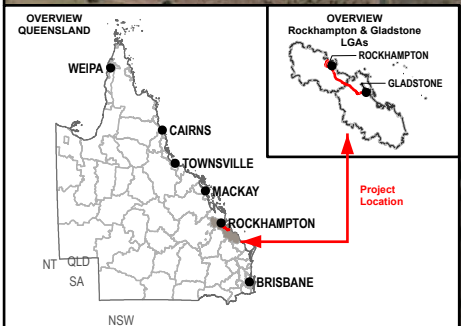 OVERVIEW
QUEENSLAND
WEIPA
CAIRNS
TOWNSVILLE
MACKAY
ROCKHAMPTON
BRISBANE
NT
QLD
SA
NSW
OVERVIEW
Rockhampton & Gladstone
LGAs
ROCKHAMPTON
GLADSTONE
Project
Location